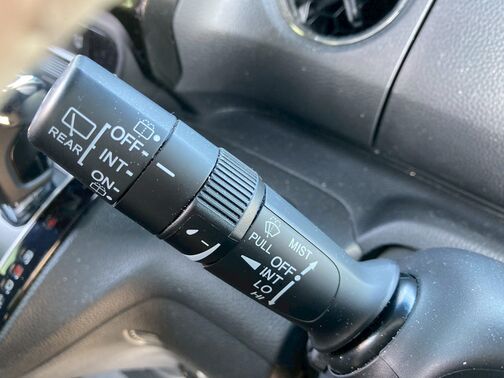 REAR
OFF
INT
ON
PULL
MIST
OFF
INT
LO
HI